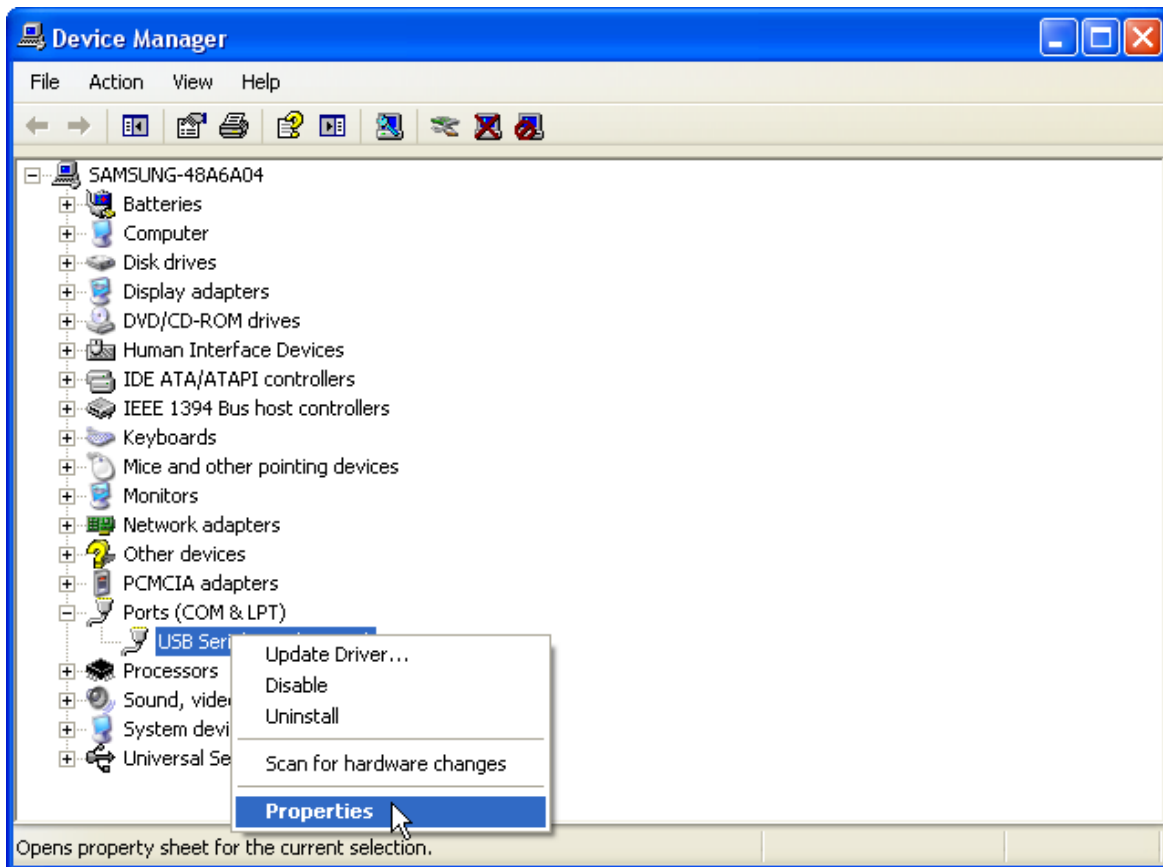 Device Manager
File Action View Help
SAMSUNG-48A6A04
Batteries
Computer
Disk drives
Display adapters
DVD/CD-ROM drives
Human Interface Devices
IDE ATA/ATAPI controllers
IEEE 1394 Bus host controllers
Keyboards
Mice and other pointing devices
Monitors
Network adapters
Other devices
PCMCIA adapters
Ports (COM & LPT)
USB Seri
Processors
Sound, vide
System devi
Universal Se
Update Driver...
Disable
Uninstall
Scan for hardware changes
Properties
Opens property sheet for the current selection.